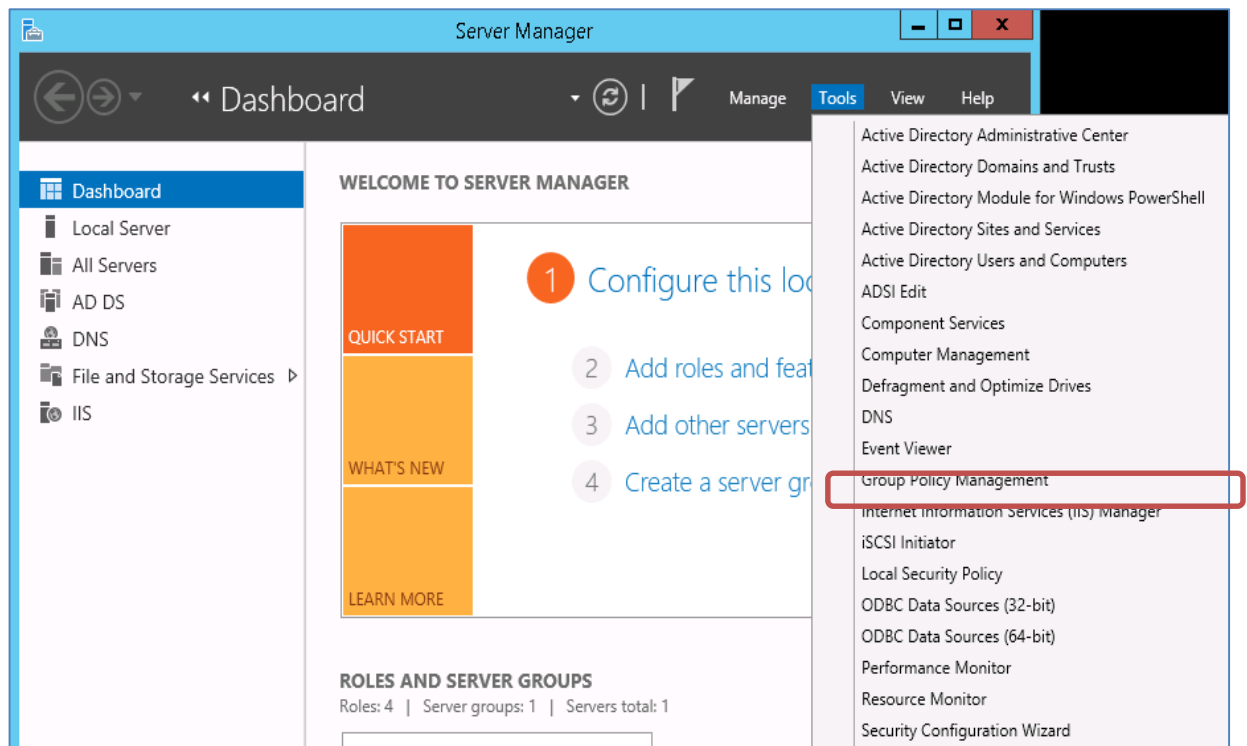 Server Manager
Dashboard
Manage
Tools
View
Help
Dashboard
Local Server
All Servers
AD DS
DNS
File and Storage Services
IIS
WELCOME TO SERVER MANAGER
QUICK START
WHAT'S NEW
LEARN MORE
1 Configure this loc
2 Add roles and feat
3 Add other servers
4 Create a server gr
ROLES AND SERVER GROUPS
Roles: 4 | Server groups: 1 | Servers total: 1
Active Directory Administrative Center
Active Directory Domains and Trusts
Active Directory Module for Windows PowerShell
Active Directory Sites and Services
Active Directory Users and Computers
ADSI Edit
Component Services
Computer Management
Defragment and Optimize Drives
DNS
Event Viewer
Group Policy Management
Internet Information Services (IIS) Manager
iSCSI Initiator
Local Security Policy
ODBC Data Sources (32-bit)
ODBC Data Sources (64-bit)
Performance Monitor
Resource Monitor
Security Configuration Wizard